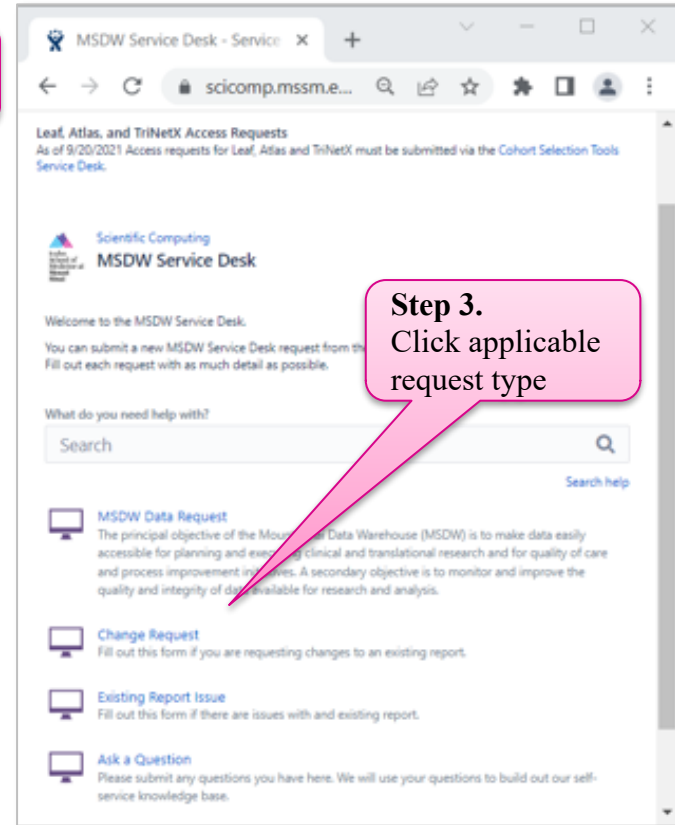 MSDW Service Desk - Service
scicomp.mssm.e...
Leaf, Atlas, and TriNetX Access Requests
As of 9/20/2021 Access requests for Leaf, Atlas and TriNetX must be submitted via the Cohort Selection Tools
Service Desk.
Scientific Computing
MSDW Service Desk
Welcome to the MSDW Service Desk.
You can submit a new MSDW Service Desk request from the
Fill out each request with as much detail as possible.
Step 3.
Click applicable
request type
What do you need help with?
Search
Search help
MSDW Data Request
The principal objective of the Data Warehouse (MSDW) is to make data easily
accessible for planning and clinical and translational research and for quality of care
and process improvement A secondary objective is to monitor and improve the
quality and integrity of available for research and analysis.
Change Request
Fill out this form if you are requesting changes to an existing report.
Existing Report Issue
Fill out this form if there are issues with and existing report.
Ask a Question
Please submit any questions you have here. We will use your questions to build out our self-
service knowledge base.